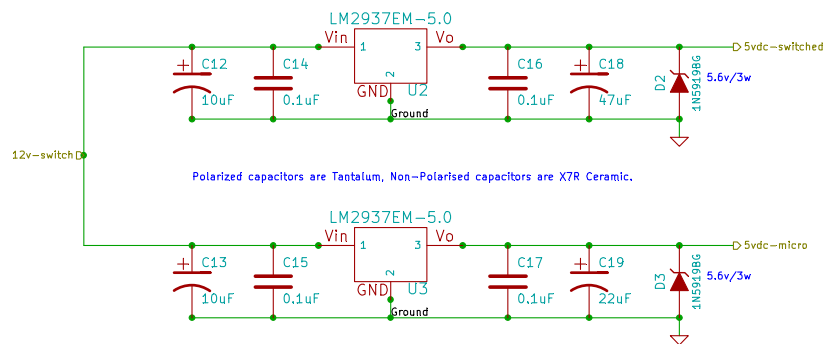 LM2937EM-5.0
Vin
1
3
Vo
5vdc-switched
C12
10uF
C14
0.1uF
2
GND
U2
Ground
C16
0.1uF
C18
47uF
D2
1N5919BG
5.6v/3w
12v-switch
Polarized capacitors are Tantalum, Non-Polarised capacitors are X7R Ceramic.
LM2937EM-5.0
Vin
1
3
Vo
5vdc-micro
C13
10uF
C15
0.1uF
2
GND
U3
Ground
C17
0.1uF
C19
22uF
D3
1N5919BG
5.6v/3w